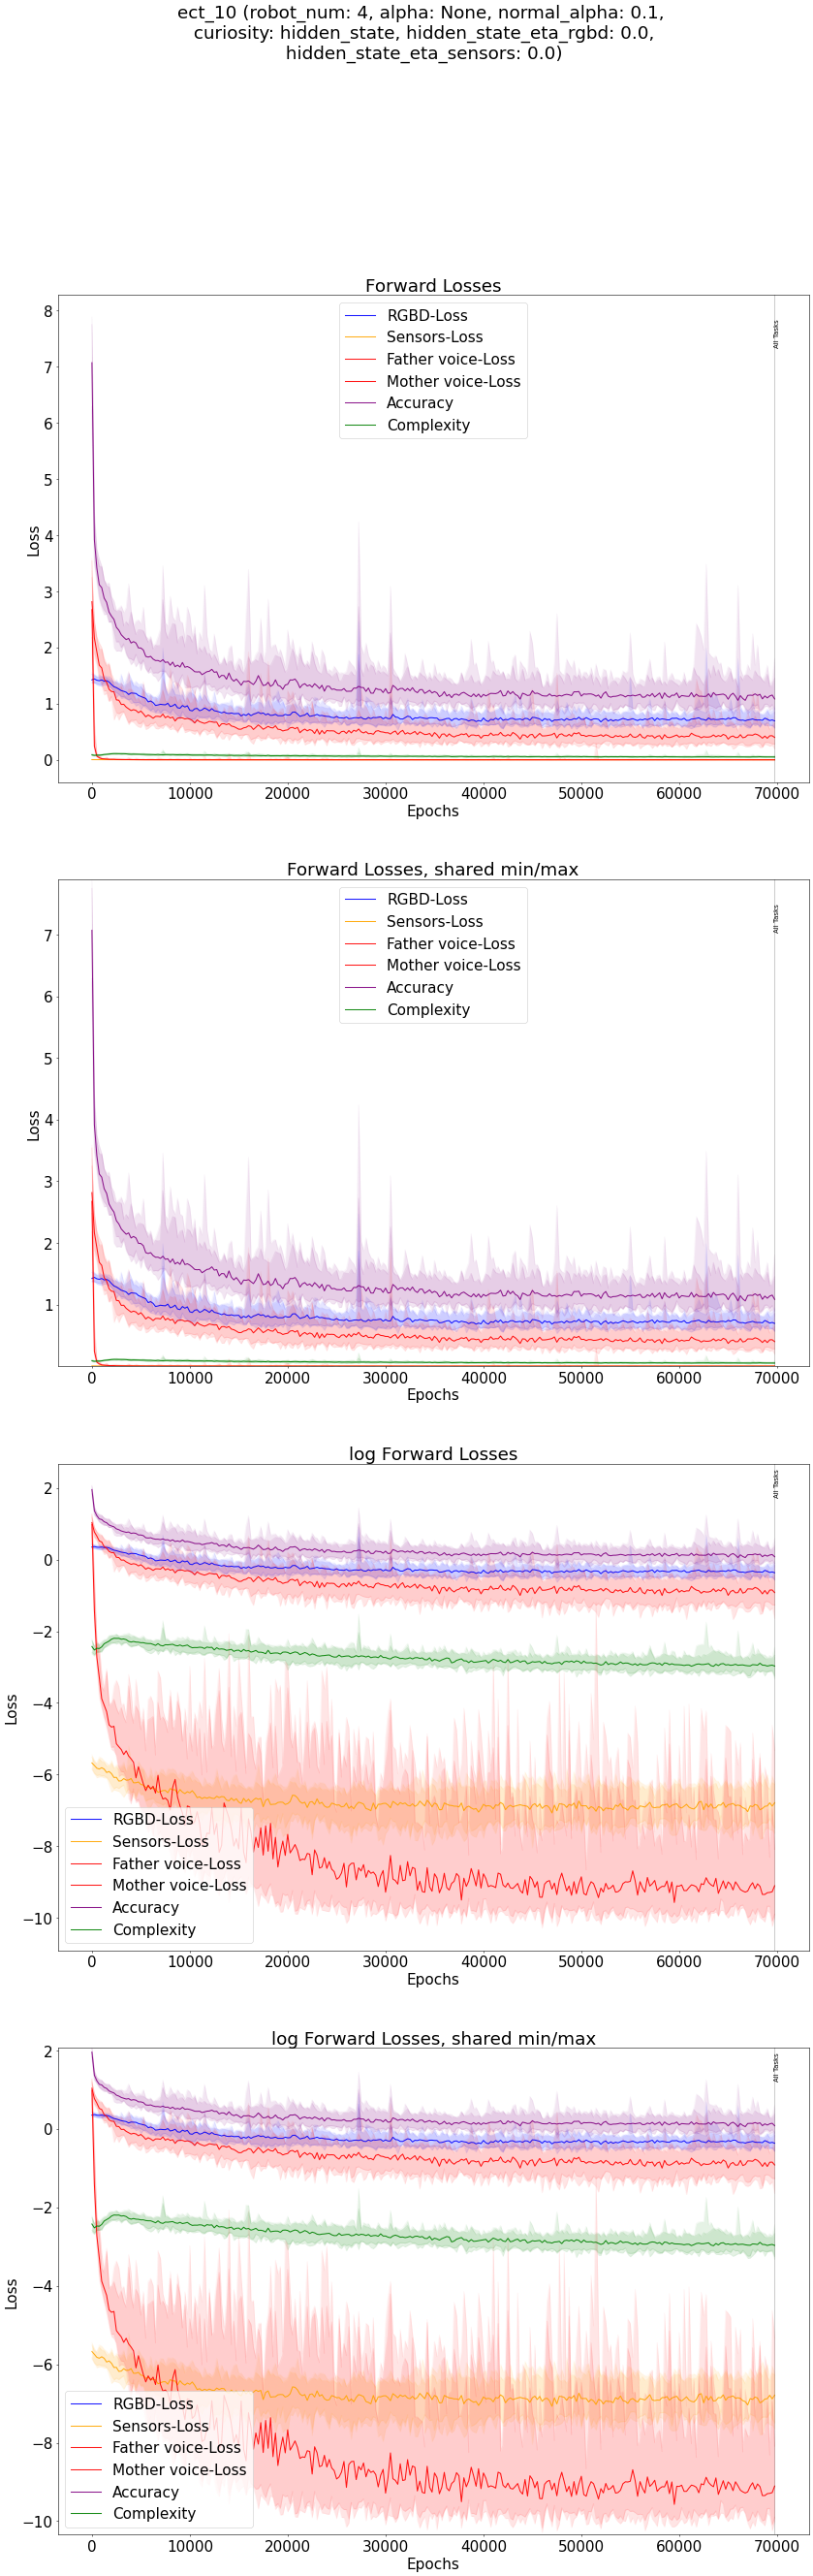 ect_10 (robot_num: 4, alpha: None, normal_alpha: 0.1,
curiosity: hidden_state, hidden_state_eta_rgbd: 0.0,
hidden_state_eta_sensors: 0.0)
Forward Losses
8
7
6
5
4
3
2
1
0
Loss
RGBD-Loss
Sensors-Loss
Father voice-Loss
Mother voice-Loss
Accuracy
Complexity
All Tasks
0 10000 20000 30000 40000 50000 60000 70000
Epochs
Forward Losses, shared min/max
7
6
5
4
3
2
1
Loss
RGBD-Loss
Sensors-Loss
Father voice-Loss
Mother voice-Loss
Accuracy
Complexity
All Tasks
0 10000 20000 30000 40000 50000 60000 70000
Epochs
log Forward Losses
2
0
−2
−4
−6
−8
−10
Loss
RGBD-Loss
Sensors-Loss
Father voice-Loss
Mother voice-Loss
Accuracy
Complexity
All Tasks
0 10000 20000 30000 40000 50000 60000 70000
Epochs
log Forward Losses, shared min/max
2
0
−2
−4
−6
−8
−10
Loss
RGBD-Loss
Sensors-Loss
Father voice-Loss
Mother voice-Loss
Accuracy
Complexity
All Tasks
0 10000 20000 30000 40000 50000 60000 70000
Epochs